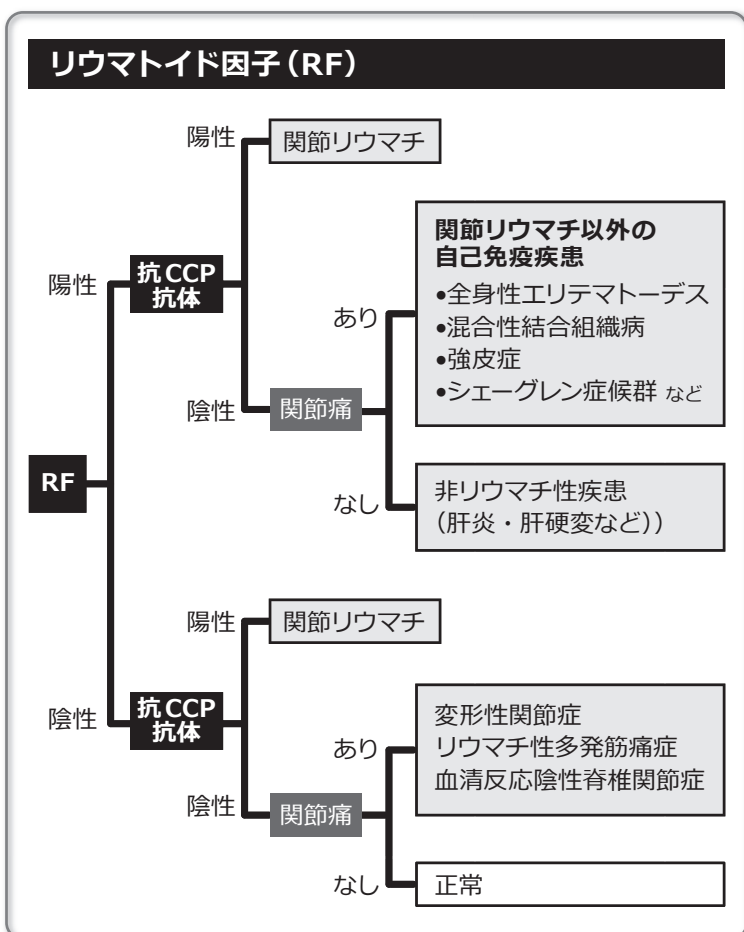 リウマトイド因子（RF）
陽性
関節リウマチ
陽性
抗CCP
抗体
関節リウマチ以外の
自己免疫疾患
•全身性エリテマトーデス
•混合性結合組織病
•強皮症
•シェーグレン症候群 など
あり
陰性
関節痛
RF
なし
非リウマチ性疾患
（肝炎・肝硬変など））
陽性
関節リウマチ
陰性
抗CCP
抗体
変形性関節症
リウマチ性多発筋痛症
血清反応陰性脊椎関節症
あり
陰性
関節痛
なし
正常